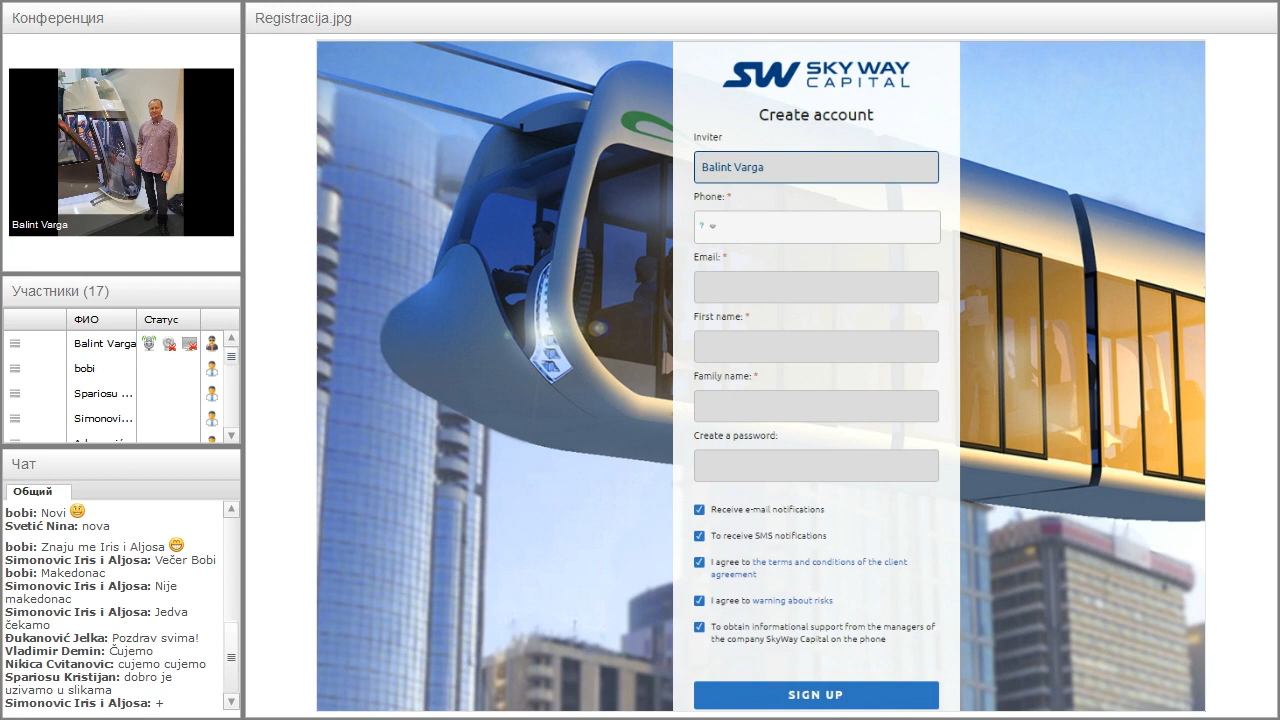 Конференция
Balint Varga
Участники (17)
ФИО Статус
Balint Varga
bobi
Spariosu ...
Simonovi...
Чат
Общий
bobi: Novi
Svetić Nina: nova
bobi: Znaju me Iris i Aljosa
Simonovic Iris i Aljosa: Večer Bobi
bobi: Makedonac
Simonovic Iris i Aljosa: Nije
makedonac
Simonovic Iris i Aljosa: Jedva
čekamo
Đukanović Jelka: Pozdrav svima!
Vladimir Demin: Čujemo
Nikica Cvitanovic: cujemo cujemo
Spariosu Kristijan: dobro je
uzivamo u slikama
Simonovic Iris i Aljosa: +
Registracija.jpg
SW SKY WAY
CAPITAL
Create account
Inviter
Balint Varga
Phone: *
?
Email: *
First name: *
Family name: *
Create a password:
Receive e-mail notifications
To receive SMS notifications
I agree to the terms and conditions of the client
agreement
I agree to warning about risks
To obtain informational support from the managers of
the company SkyWay Capital on the phone
SIGN UP